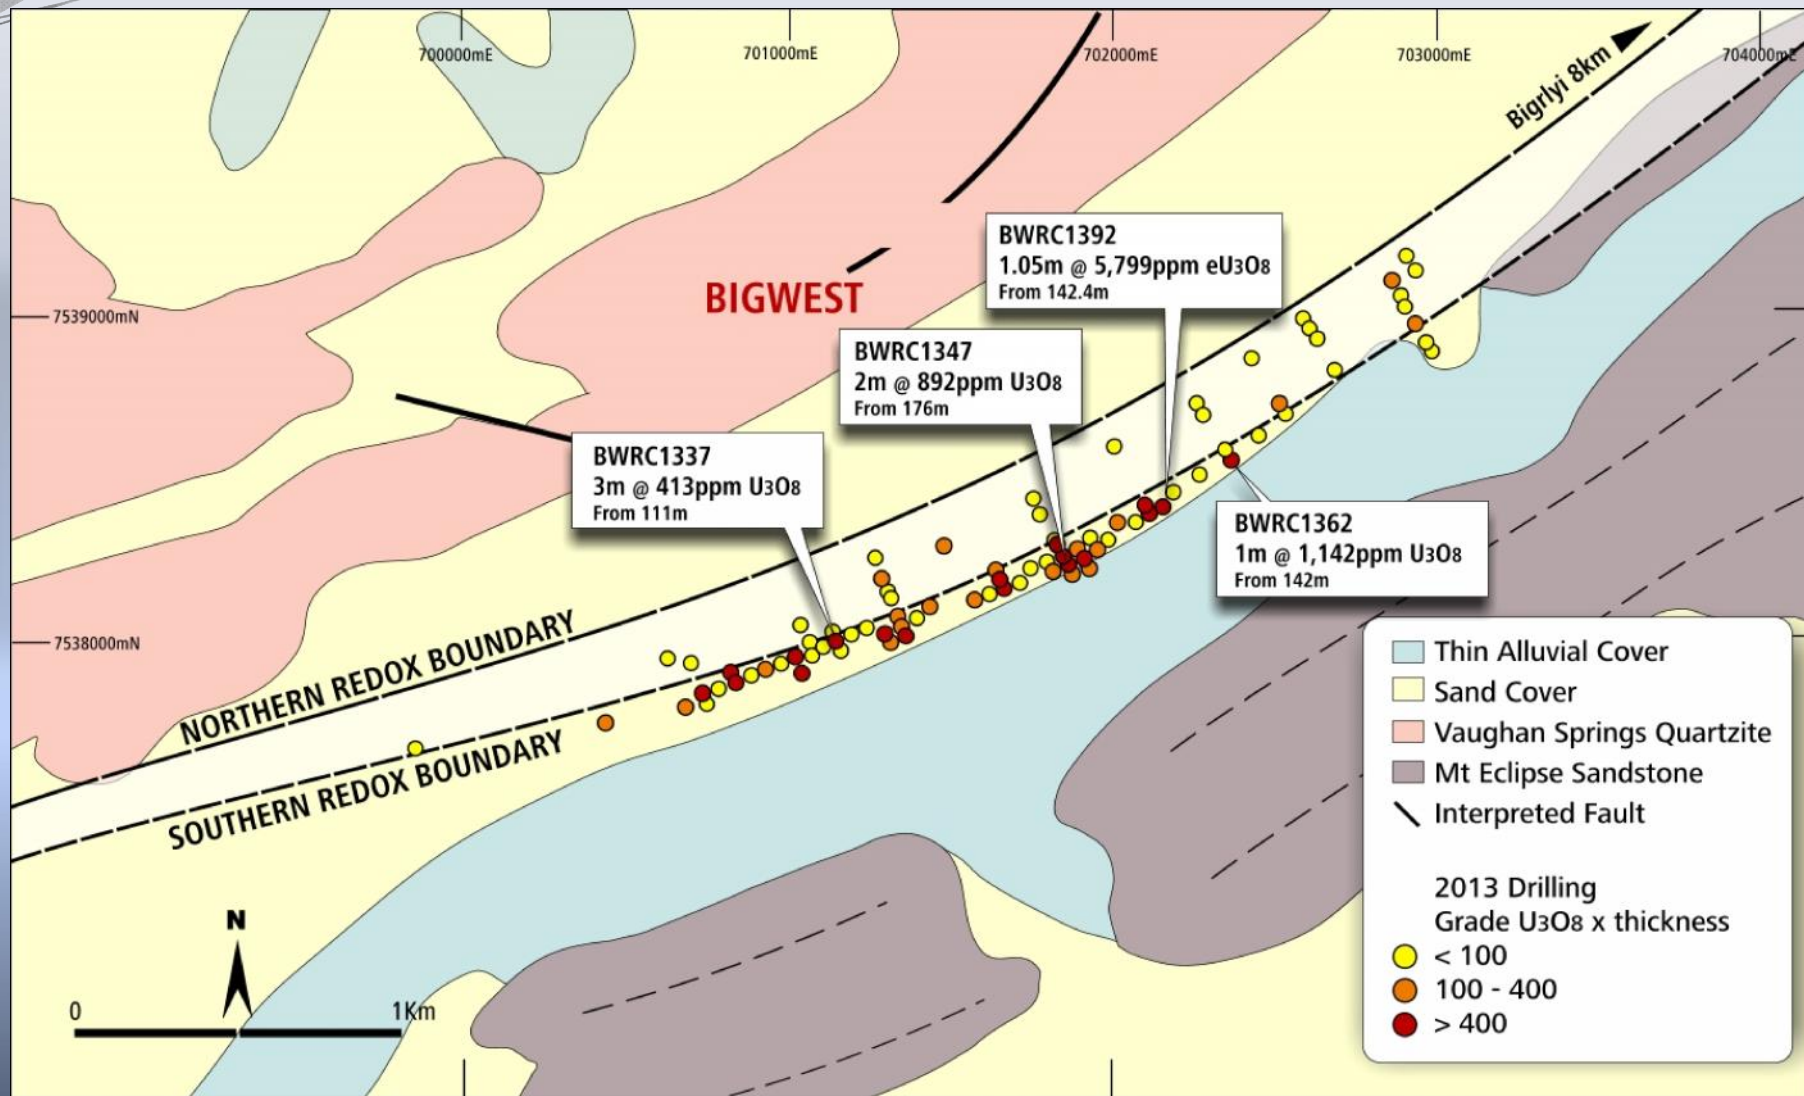 700000mE
701000mE
702000mE
703000mE
704000mE
Bigrlyi 8km
BWRC1392
1.05m @ 5,799ppm eU3O8
From 142.4m
BIGWEST
7539000mN
BWRC1347
2m @ 892ppm U3O8
From 176m
BWRC1337
3m @ 413ppm U3O8
From 111m
BWRC1362
1m @ 1,142ppm U3O8
From 142m
7538000mN
NORTHERN REDOX BOUNDARY
SOUTHERN REDOX BOUNDARY
Thin Alluvial Cover
Sand Cover
Vaughan Springs Quartzite
Mt Eclipse Sandstone
Interpreted Fault
2013 Drilling
Grade U3O8 x thickness
< 100
100 - 400
> 400
N
0
1Km